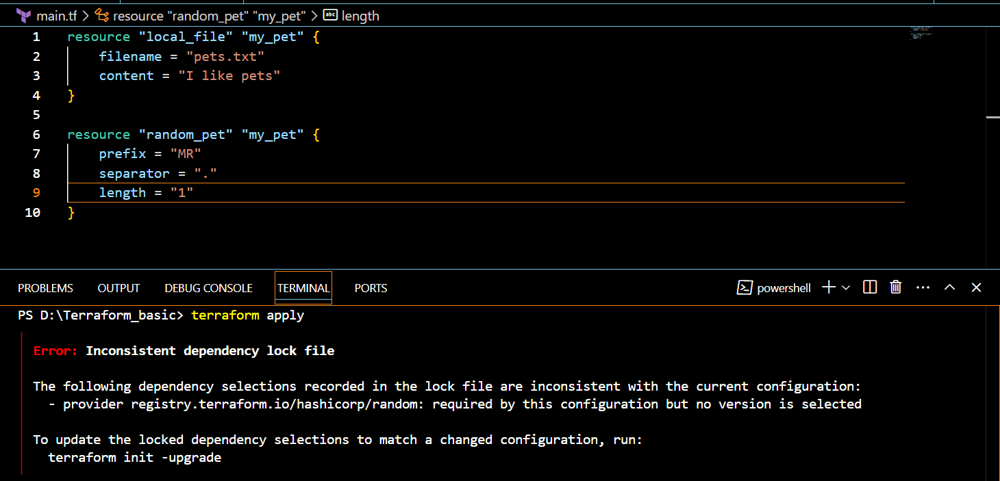 main.tf > resource "random_pet" "my_pet" > abc length
1 resource "local_file" "my_pet" {
2     filename = "pets.txt"
3     content = "I like pets"
4 }
5
6 resource "random_pet" "my_pet" {
7     prefix = "MR"
8     separator = "."
9     length = "1"
10 }
PROBLEMS OUTPUT DEBUG CONSOLE TERMINAL PORTS powershell
PS D:\Terraform_basic> terraform apply
Error: Inconsistent dependency lock file
The following dependency selections recorded in the lock file are inconsistent with the current configuration:
  - provider registry.terraform.io/hashicorp/random: required by this configuration but no version is selected
To update the locked dependency selections to match a changed configuration, run:
  terraform init -upgrade